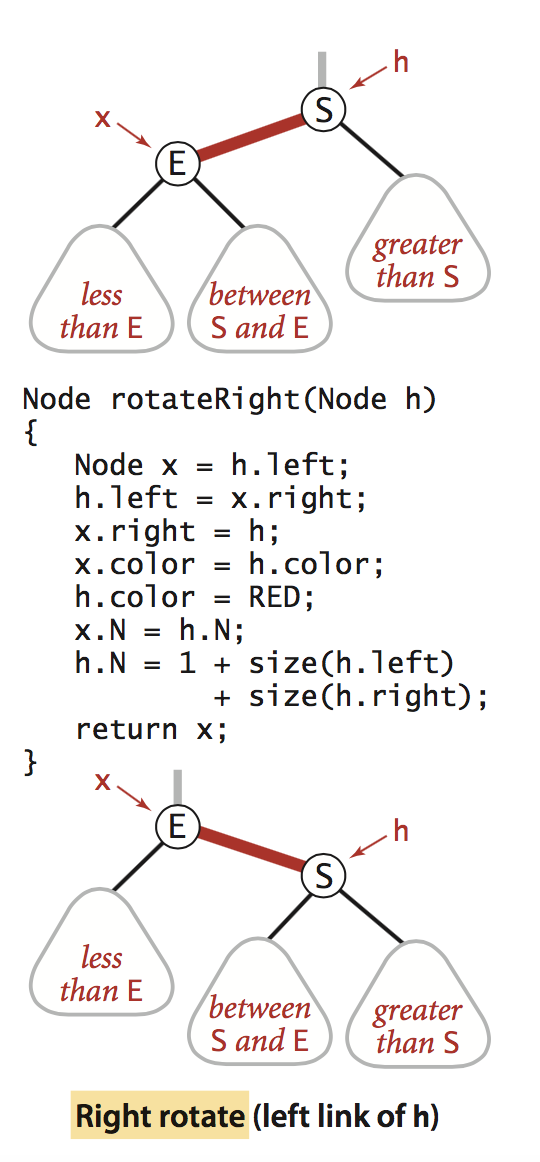 h
x
S
E
greater
than S
less
than E
between
S and E
Node rotateRight(Node h)
{
   Node x = h.left;
   h.left = x.right;
   x.right = h;
   x.color = h.color;
   h.color = RED;
   x.N = h.N;
   h.N = 1 + size(h.left)
           + size(h.right);
   return x;
}
x
E
h
S
less
than E
between
S and E
greater
than S
Right rotate (left link of h)